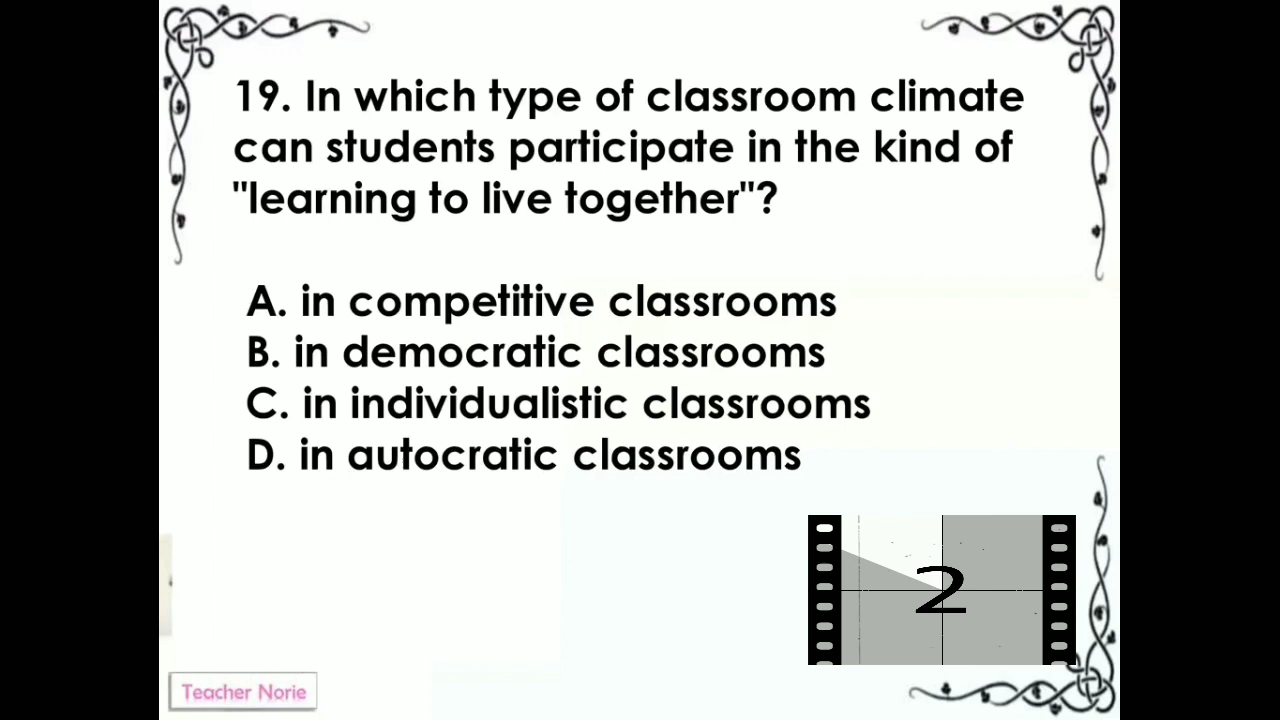 19. In which type of classroom climate
can students participate in the kind of
"learning to live together"?
A. in competitive classrooms
B. in democratic classrooms
C. in individualistic classrooms
D. in autocratic classrooms
2
Teacher Norie